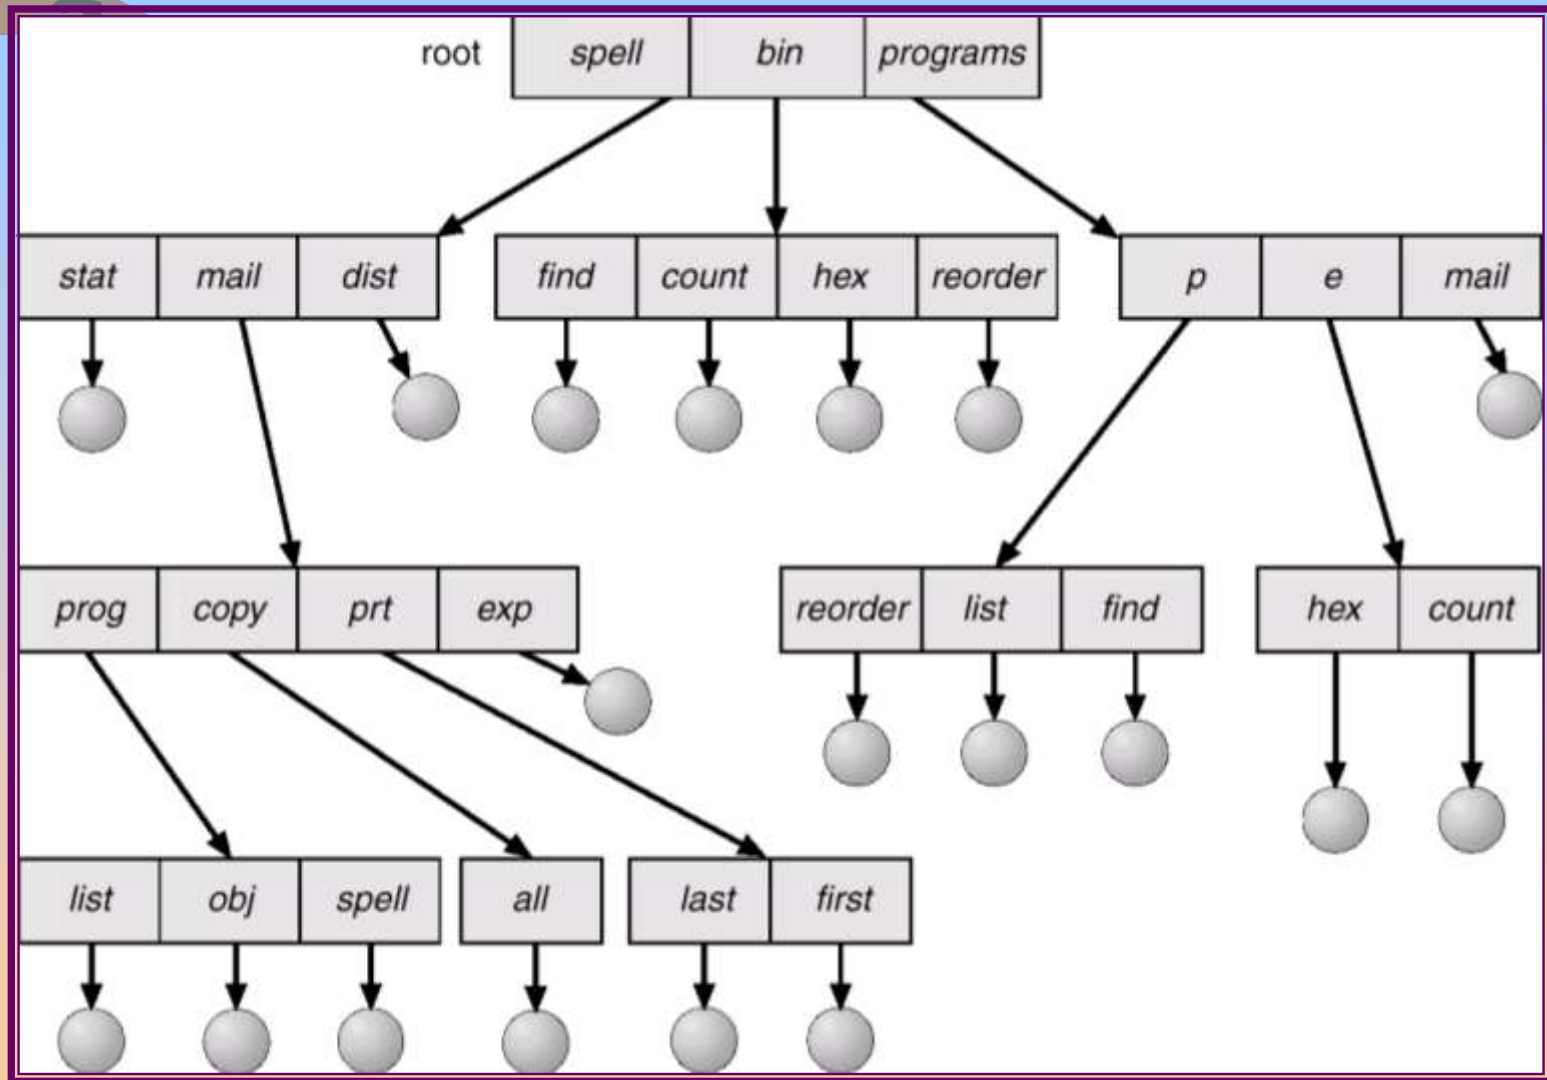 root spell bin programs
stat mail dist find count hex reorder p e mail
prog copy prt exp reorder list find hex count
list obj spell all last first